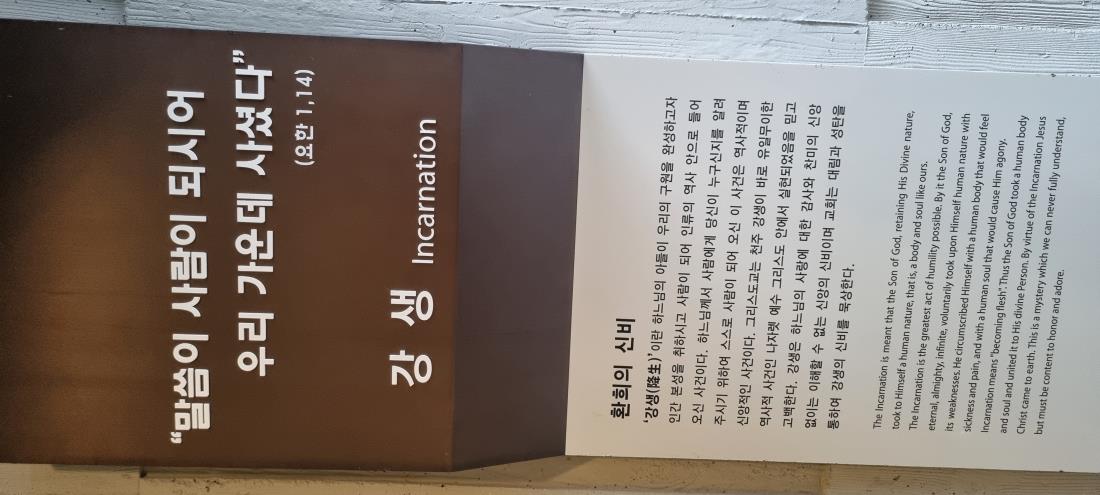 “말씀이 사람이 되시어
우리 가운데 사셨다”
(요한 1,14)
강 생 Incarnation
환희의 신비
‘강생(降生)’이란 하느님의 아들이 우리의 구원을 완성하고자
인간 본성을 취하시고 사람이 되어 인류의 역사 안으로 들어
오신 사건이다. 하느님께서 사람에게 당신이 누구신지를 알려
주시기 위하여 스스로 사람이 되어 오신 이 사건은 역사적이며
신앙적인 사건이다. 그리스도교는 천주 강생이 바로 유일무이한
역사적 사건인 나자렛 예수 그리스도 안에서 실현되었음을 믿고
고백한다. 강생은 하느님의 사랑에 대한 감사와 찬미의 신앙
없이는 이해할 수 없는 신앙의 신비이며 교회는 대림과 성탄을
통하여 강생의 신비를 묵상한다.
The Incarnation is meant that the Son of God, retaining His Divine nature,
took to Himself a human nature, that is, a body and soul like ours.
The Incarnation is the greatest act of humility possible. By it the Son of God,
eternal, almighty, infinite, voluntarily took upon Himself human nature with
its weaknesses. He circumscribed Himself with a human body that would feel
sickness and pain, and with a human soul that would cause Him agony.
Incarnation means "becoming flesh". Thus the Son of God took a human body
and soul and united it to His divine Person. By virtue of the Incarnation Jesus
Christ came to earth. This is a mystery which we can never fully understand,
but must be content to honor and adore.